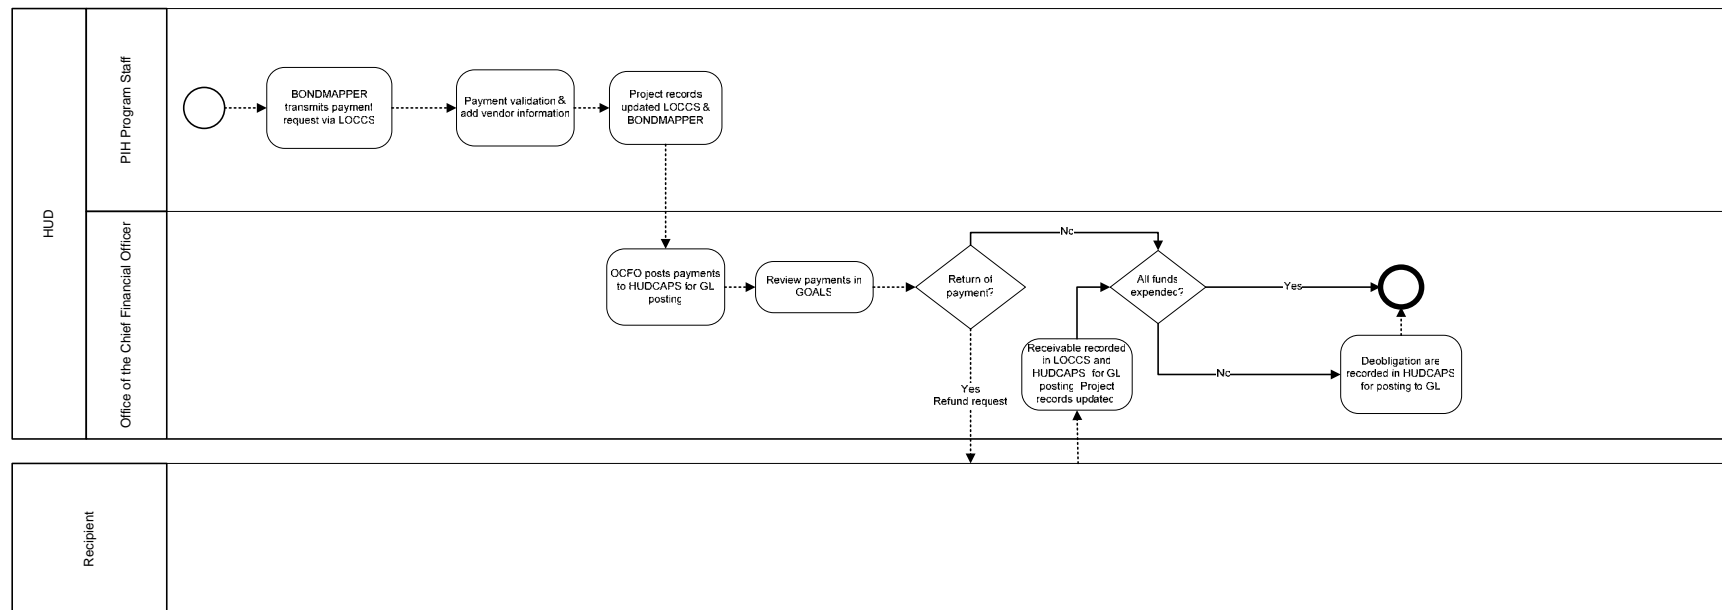 HUD
PIH Program Staff
BONDMAPPER
transmits payment
request via LOCCS
Payment validation &
add vendor information
Project records
updated LOCCS &
BONDMAPPER
Office of the Chief Financial Officer
OCFO posts payments
to HUDCAPS for GL
posting
Review payments in
GOALS
Return of
payment?
No
Yes
Refund request
Receivable recorded
in LOCCS and
HUDCAPS for GL
posting Project
records updated
All funds
expended?
Yes
No
Deobligation are
recorded in HUDCAPS
for posting to GL
Recipient